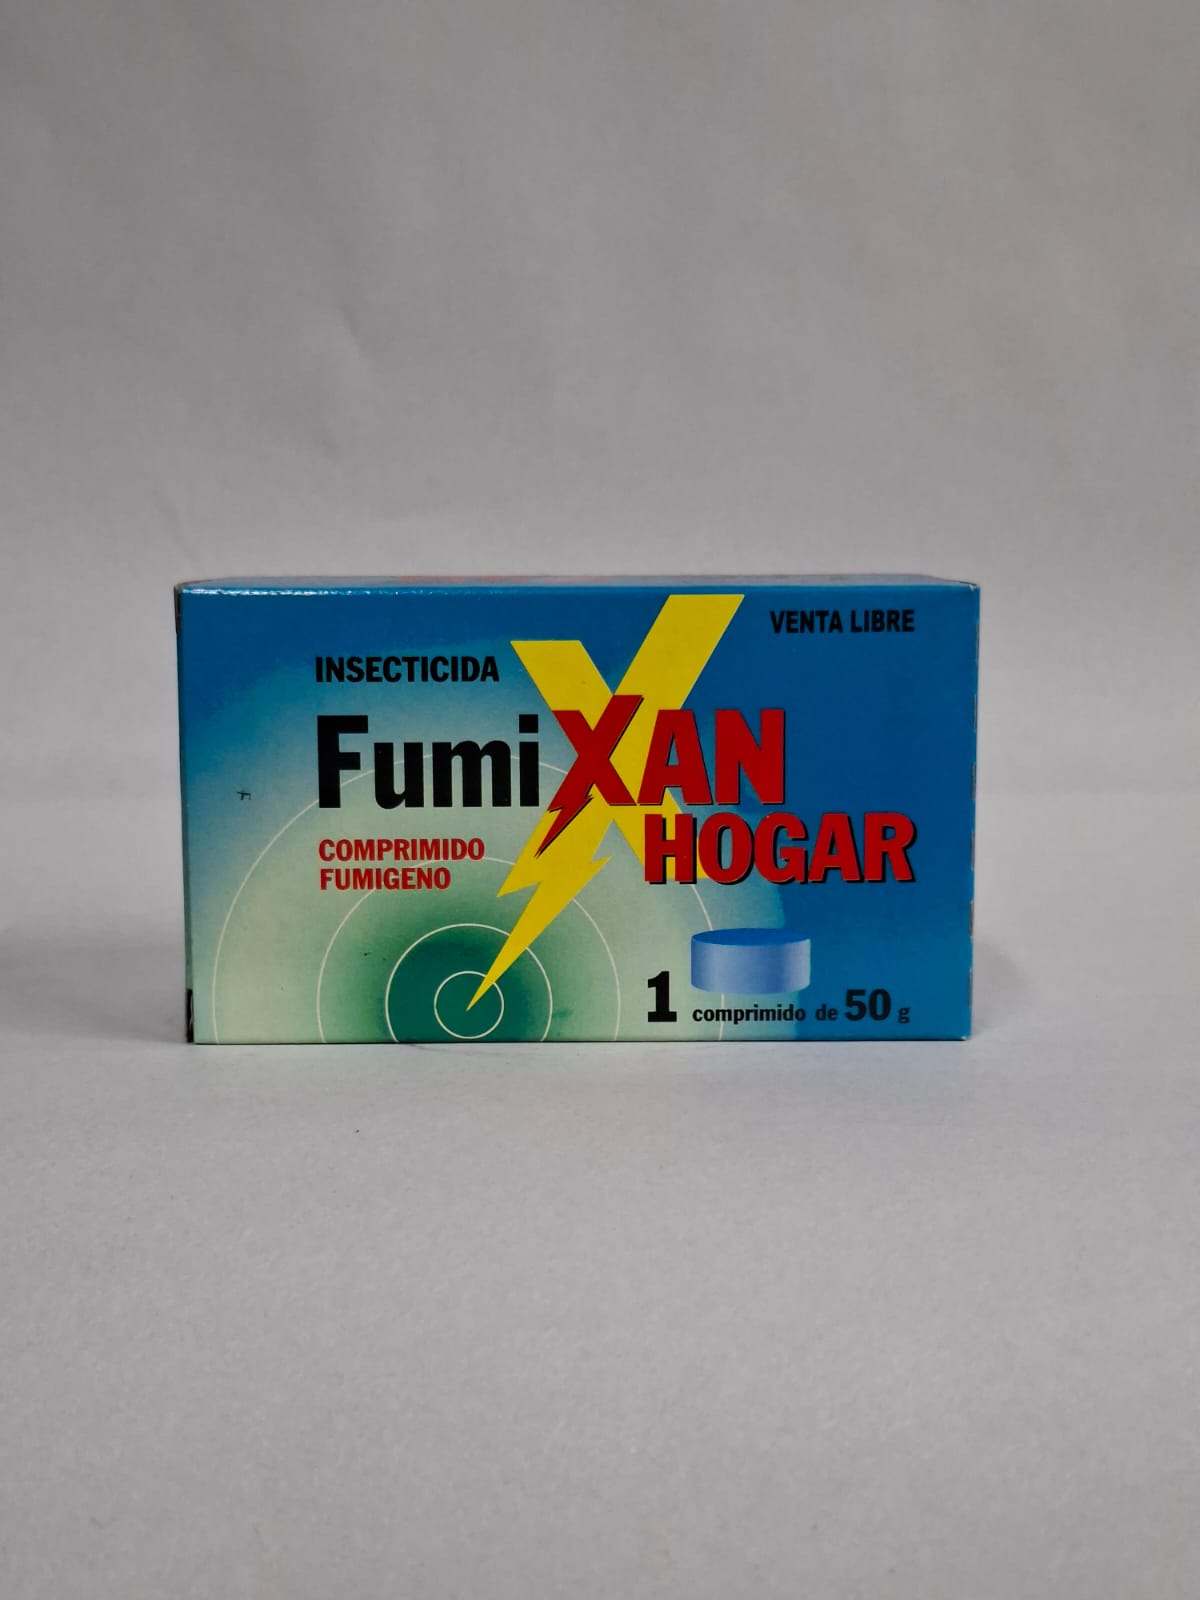 VENTA LIBRE
INSECTICIDA
FumiXAN
HOGAR
COMPRIMIDO
FUMIGENO
1 comprimido de 50 g